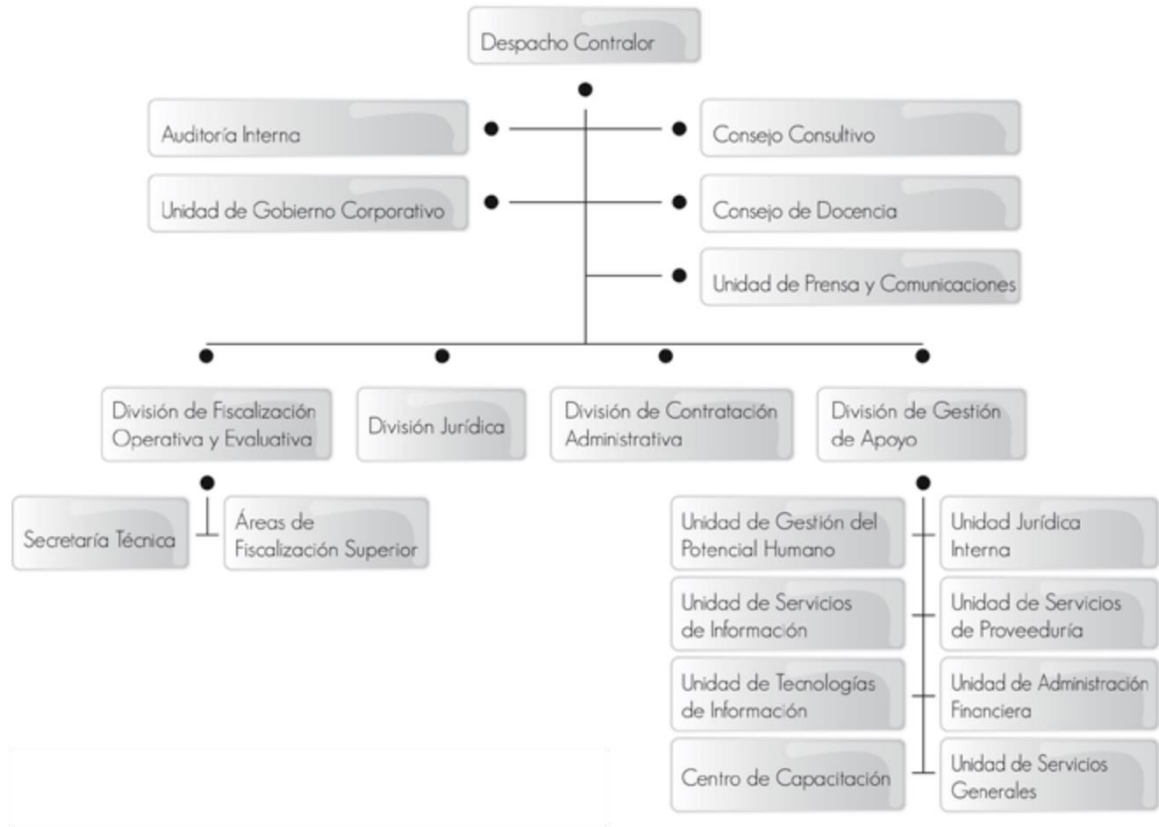 Despacho Contralor
Auditoría Interna
Consejo Consultivo
Unidad de Gobierno Corporativo
Consejo de Docencia
Unidad de Prensa y Comunicaciones
División de Fiscalización
Operativa y Evaluativa
División Jurídica
División de Contratación
Administrativa
División de Gestión
de Apoyo
Secretaría Técnica
Áreas de
Fiscalización Superior
Unidad de Gestión del
Potencial Humano
Unidad Jurídica
Interna
Unidad de Servicios
de Información
Unidad de Servicios
de Proveeduría
Unidad de Tecnologías
de Información
Unidad de Administración
Financiera
Centro de Capacitación
Unidad de Servicios
Generales